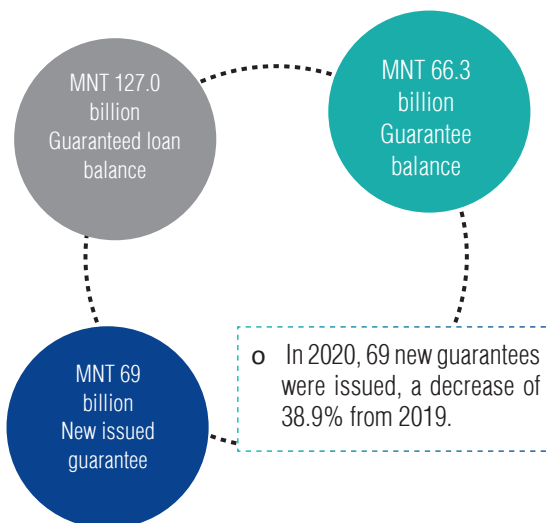 MNT 127.0
billion
Guaranteed loan
balance
MNT 66.3
billion
Guarantee
balance
MNT 69
billion
New issued
guarantee
o In 2020, 69 new guarantees
were issued, a decrease of
38.9% from 2019.